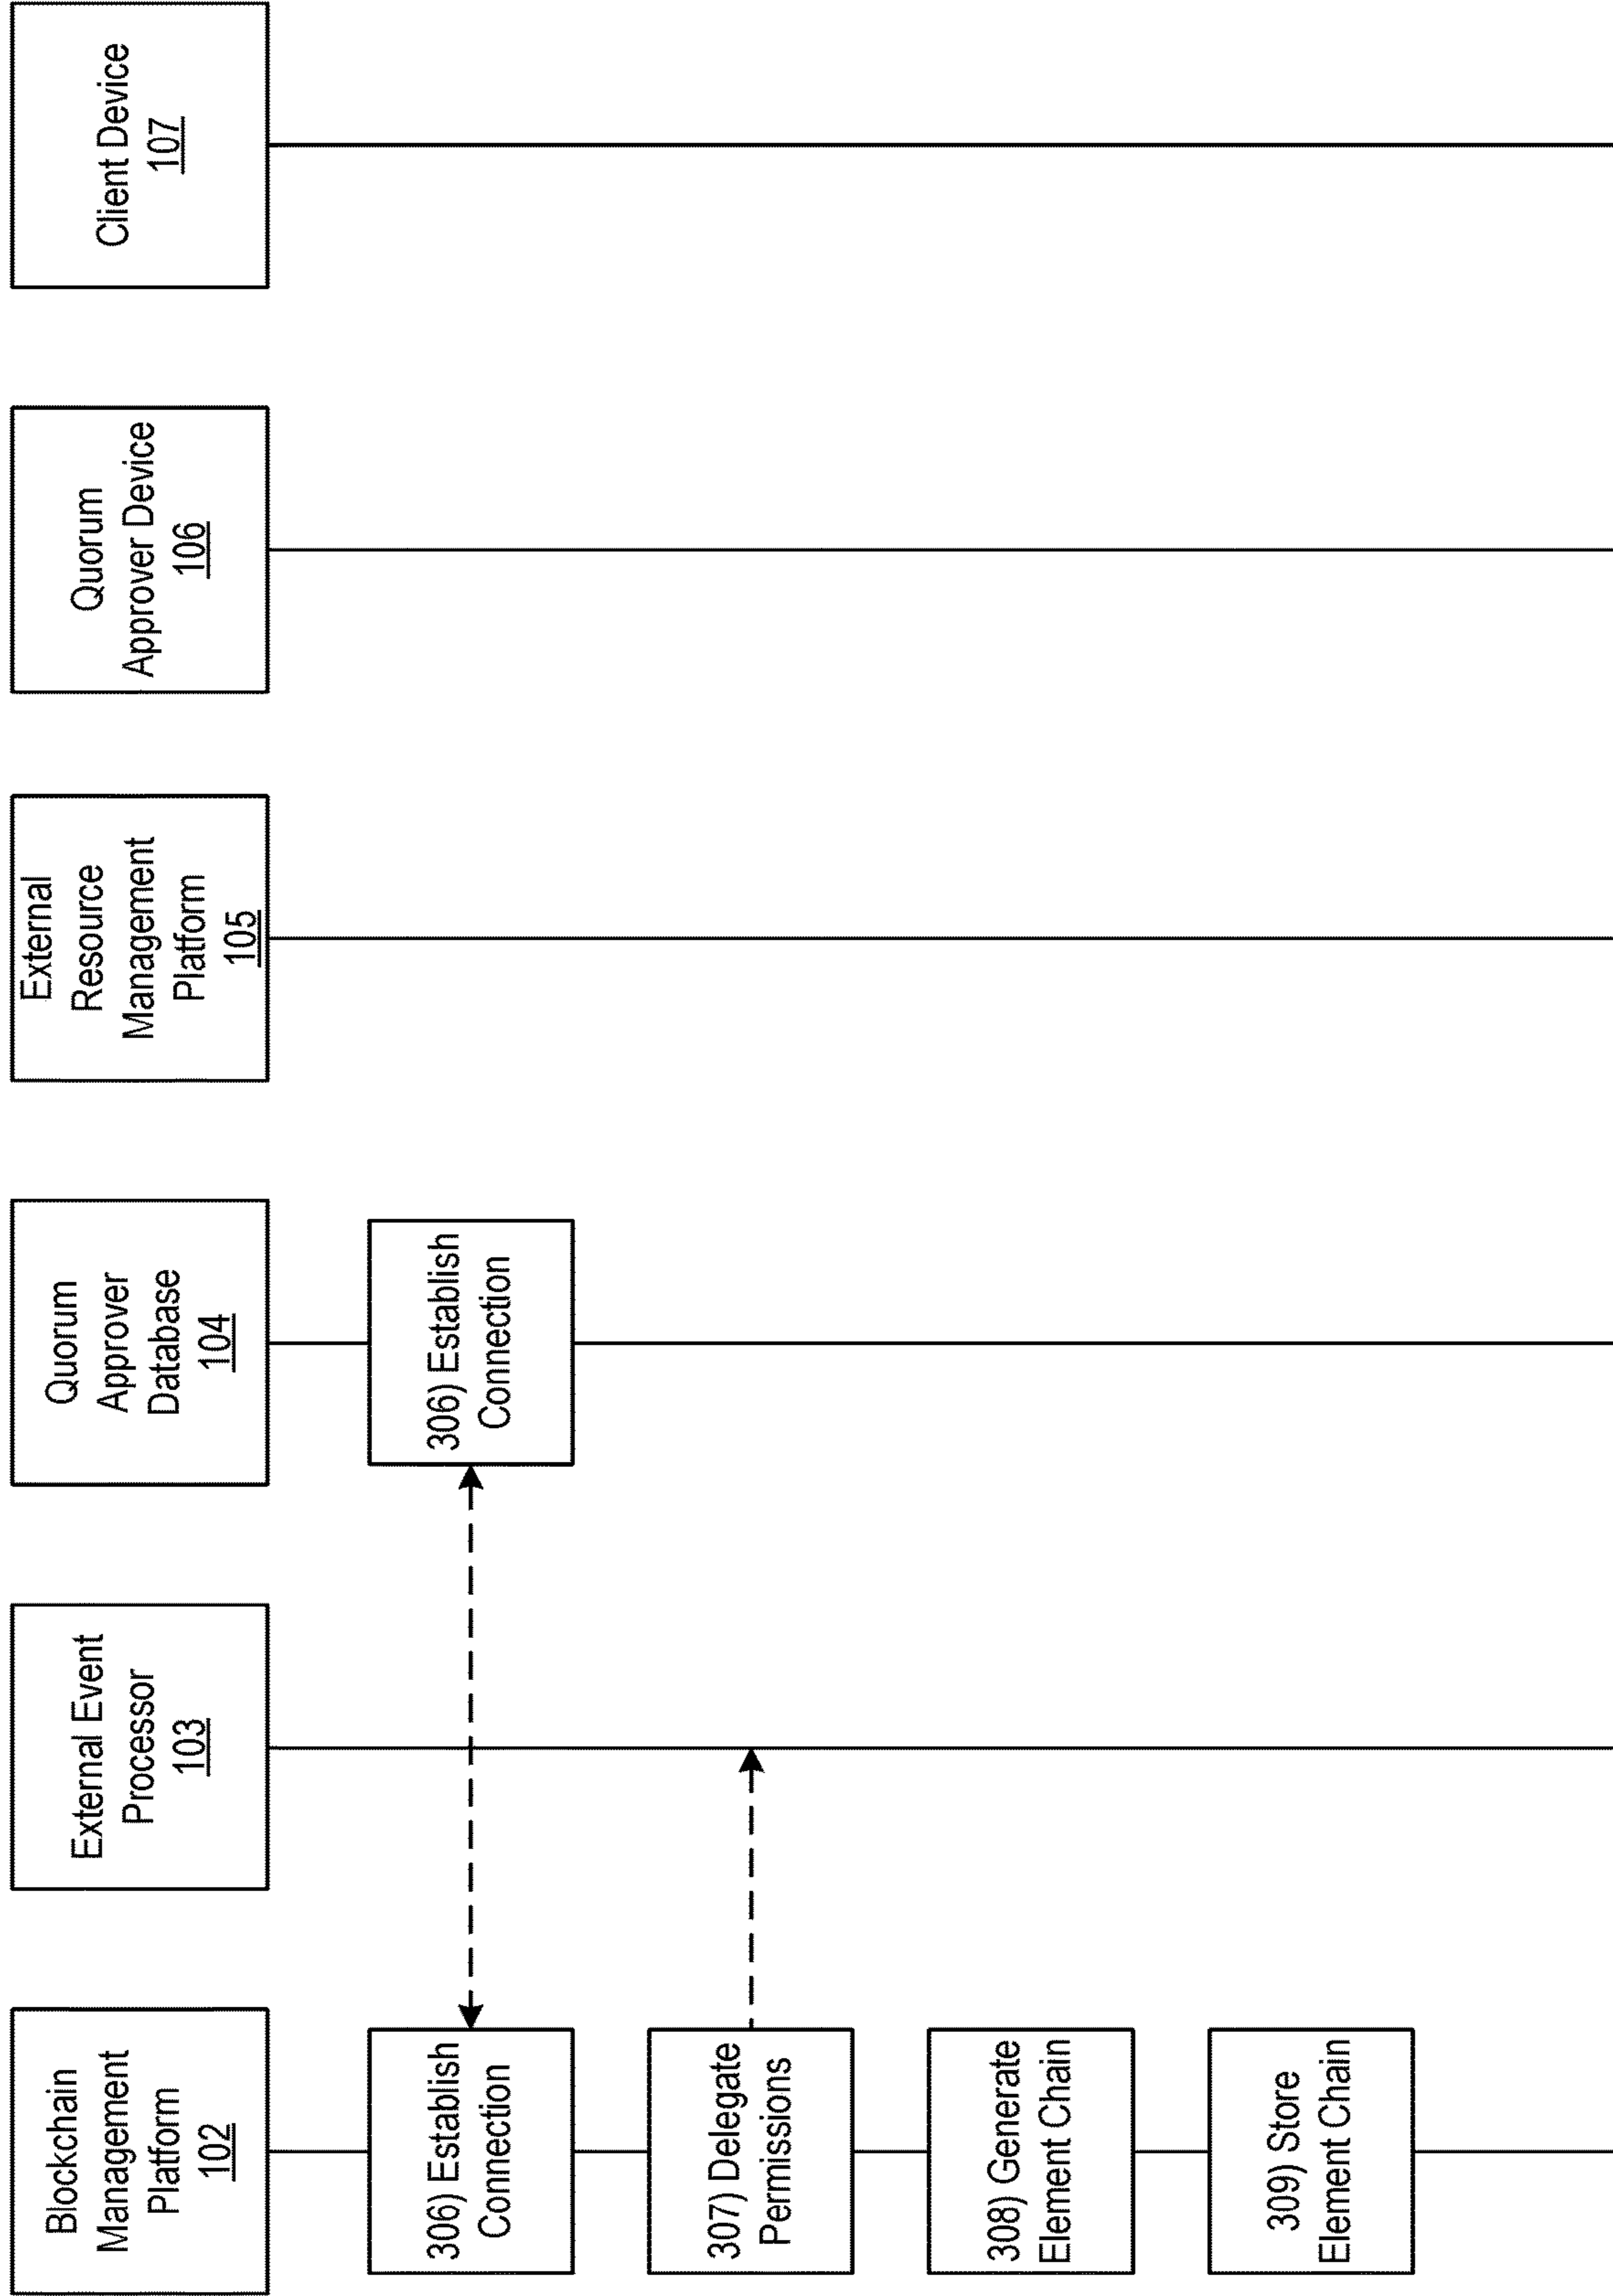 Blockchain
Management
Platform
102
External Event
Processor
103
Quorum
Approver
Database
104
External
Resource
Management
Platform
105
Quorum
Approver Device
106
Client Device
107
306) Establish
Connection
306) Establish
Connection
307) Delegate
Permissions
308) Generate
Element Chain
309) Store
Element Chain